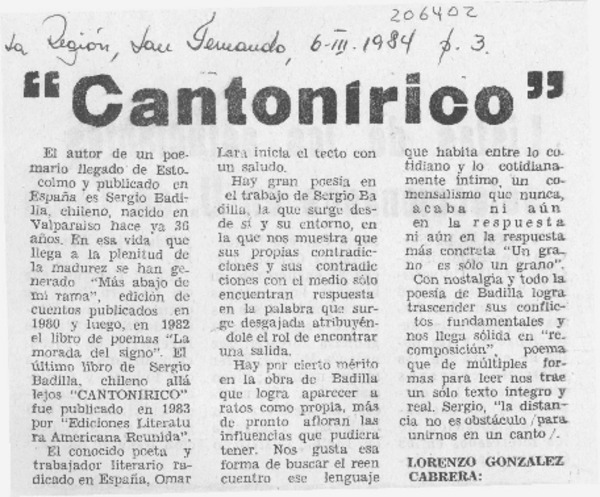 206402
La Región, San Fernando, 6-III-1984 p. 3.
“Cantonírico”
El autor de un poe-
mario llegado de Esto-
colmo y publicado en
España es Sergio Badi-
lia, chileno, nacido en
Valparaíso hace ya 36
años. En esa vida que
llega a la plenitud de
la madurez se han ge-
nerado “Más abajo de
mi rama”, edición de
cuentos publicados en
1980 y luego, en 1982
el libro de poemas “La
morada del signo”. El
último libro de Sergio
Badilla, chileno allá
lejos “CANTONIRICO”
fue publicado en 1983
por “Ediciones Literatu
ra Americana Reunida”.
El conocido poeta y
trabajador literario ra-
dicado en España, Omar
Lara inicia el tecto con
un saludo.
Hay gran poesía en
el trabajo de Sergio Ba
dilla, la que surge des-
de sí y su entorno, en
la que nos muestra que
sus propias contradic-
ciones y sus contradic
ciones con el medio sólo
encuentran respuesta
en la palabra que sur-
ge desgajada atribuyén-
dole el rol de encontrar
una salida.
Hay por cierto mérito
en la obra de Badilla
que logra aparecer a
ratos como propia, más
de pronto afloran las
influencias que pudiera
tener. Nos gusta esa
forma de buscar el reen
cuentro ese lenguaje
que habita entre lo co-
tidiano y lo cotidiana-
mente íntimo, un co-
mensalismo que nunca,
acaba ni aún
en la respuesta
ni aún en la respuesta
más concreta “Un gra-
no es sólo un grano”.
Con nostalgia y todo la
poesía de Badilla logra
trascender sus conflic-
tos fundamentales y
nos llega sólida en “re-
composición”, poema
que de múltiples for-
mas para leer nos trae
un sólo texto integro y
real. Sergio, “la distan-
cia no es obstáculo /para
unirnos en un canto /.
LORENZO GONZALEZ
CABRERA: